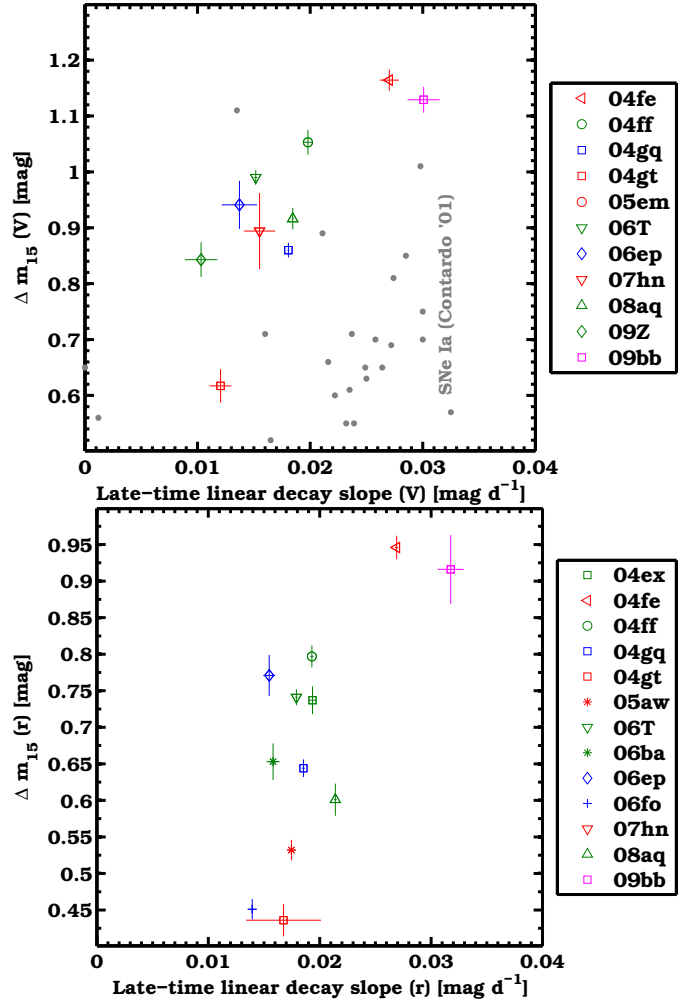 1.2
1.1
1
0.9
0.8
0.7
0.6
Δ m15 (V) [mag]
SNe Ia (Contardo '01)
0
0.01
0.02
0.03
0.04
Late−time linear decay slope (V) [mag d−1]
04fe
04ff
04gq
04gt
05em
06T
06ep
07hn
08aq
09Z
09bb
0.95
0.9
0.85
0.8
0.75
0.7
0.65
0.6
0.55
0.5
0.45
Δ m15 (r) [mag]
0
0.01
0.02
0.03
0.04
Late−time linear decay slope (r) [mag d−1]
04ex
04fe
04ff
04gq
04gt
05aw
06T
06ba
06ep
06fo
07hn
08aq
09bb